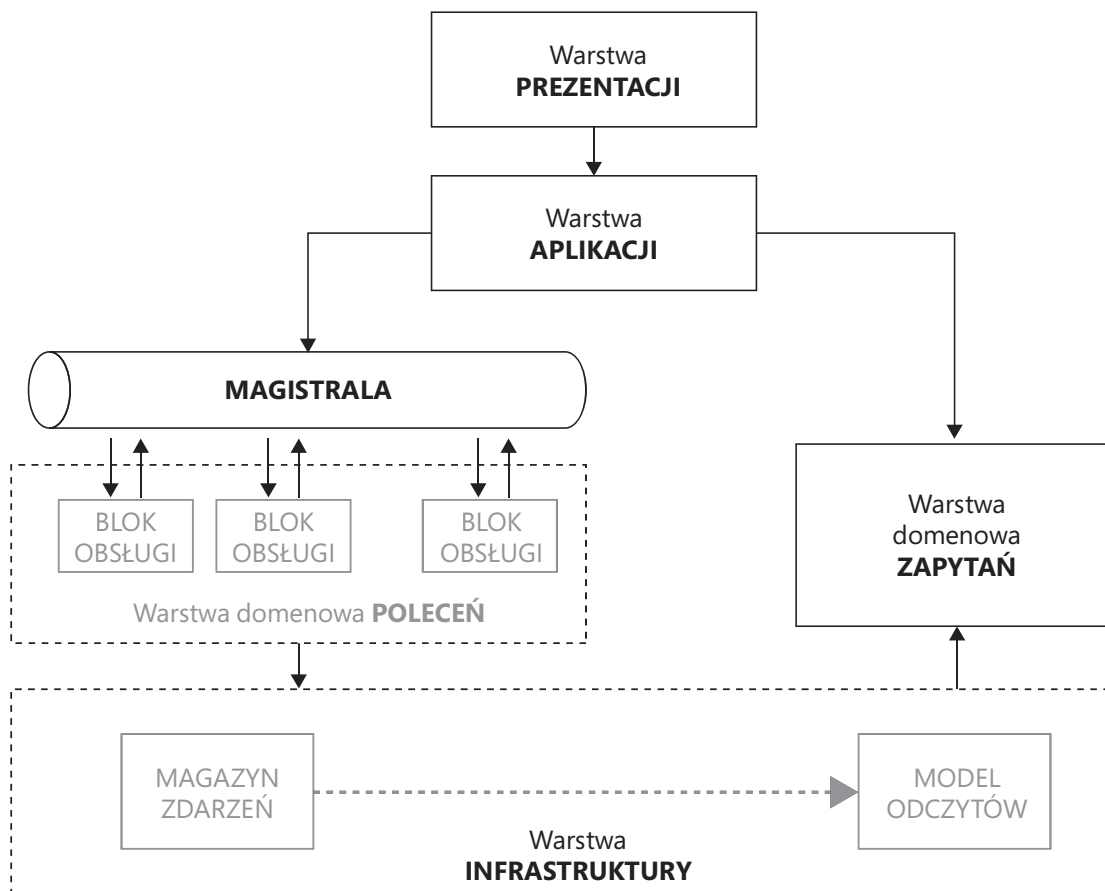 Warstwa
PREZENTACJI
Warstwa
APLIKACJI
MAGISTRALA
BLOK
OBSŁUGI
BLOK
OBSŁUGI
BLOK
OBSŁUGI
Warstwa domenowa POLECEŃ
Warstwa
domenowa
ZAPYTAŃ
MAGAZYN
ZDARZEŃ
MODEL
ODCZYTÓW
Warstwa
INFRASTRUKTURY